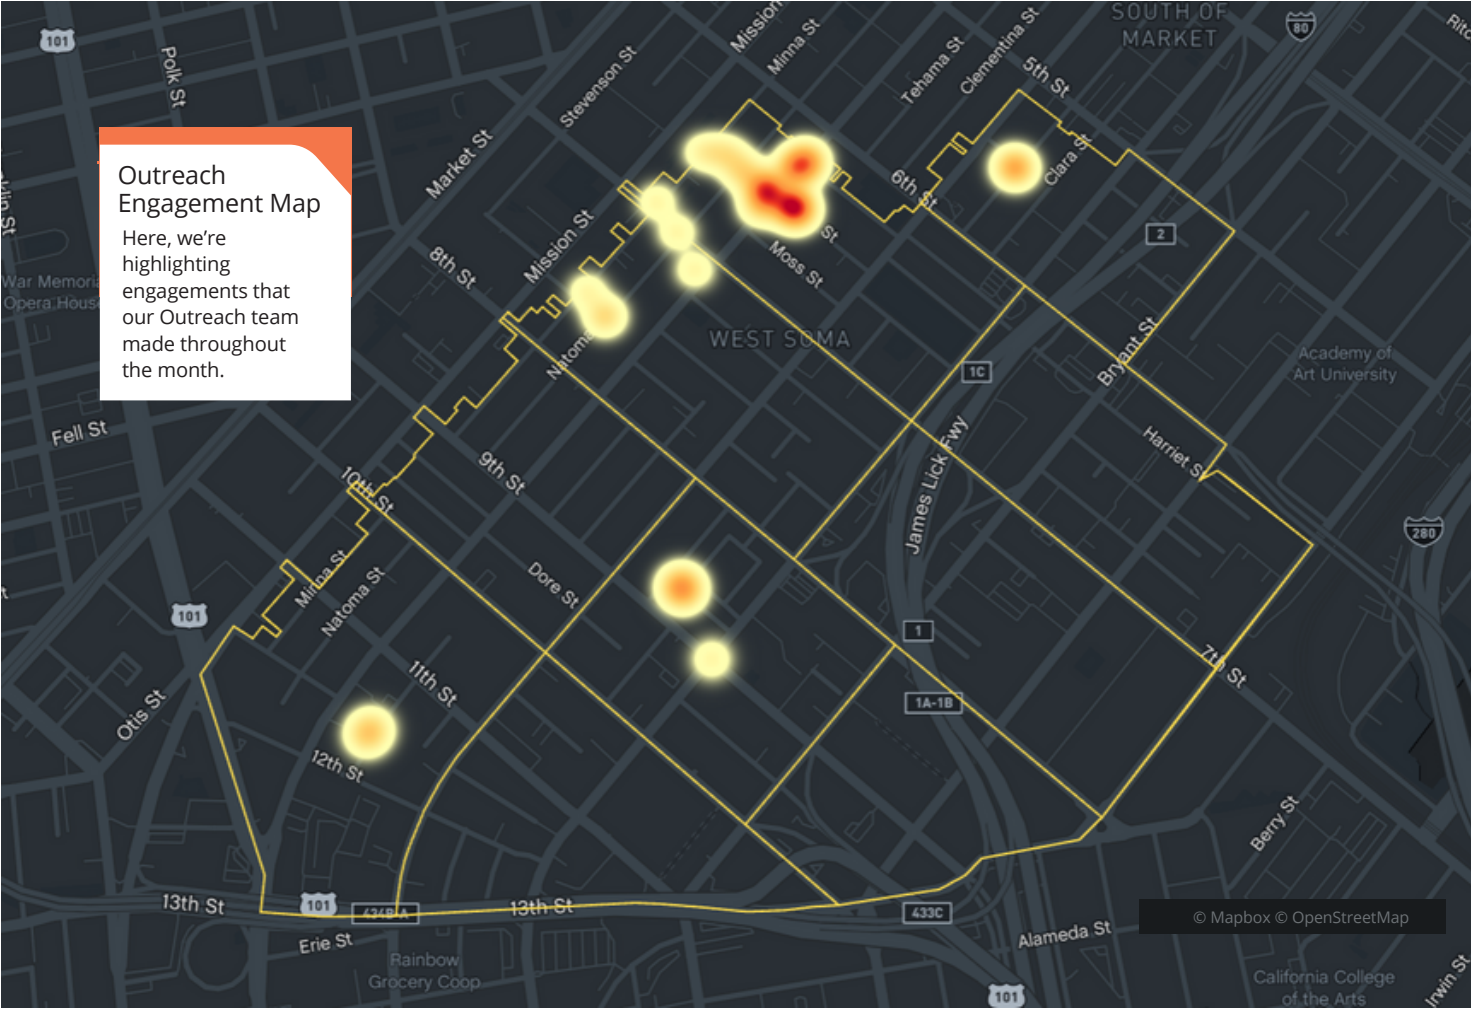 SOUTH OF
MARKET
80
101
Polk St
Mission
Minna St
Stevenson St
Tehama St
Clementina St
5th St
Market St
Clara St
Outreach
Engagement Map
Here, we're
highlighting
engagements that
our Outreach team
made throughout
the month.
6th St
2
St
Mission St
8th St
Moss St
War Memoria
Opera House
Natoma
WEST SOMA
Bryant St
1C
Academy of
Art University
Fell St
Harriet S
James Lick Fwy
9th St
10th St
280
Minna St
Natoma St
Dore St
101
1
7th St
11th St
1A-1B
Otis St
12th St
Berry St
13th St
101
434B-A
13th St
433C
© Mapbox © OpenStreetMap
Erie St
Alameda St
Rainbow
Grocery Coop
California College
of the Arts
Irwin St
101